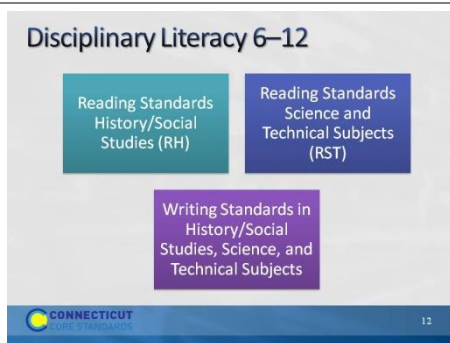 Disciplinary Literacy 6–12
Reading Standards
History/Social
Studies (RH)
Reading Standards
Science and
Technical Subjects
(RST)
Writing Standards in
History/Social
Studies, Science, and
Technical Subjects
CONNECTICUT
CORE STANDARDS
12